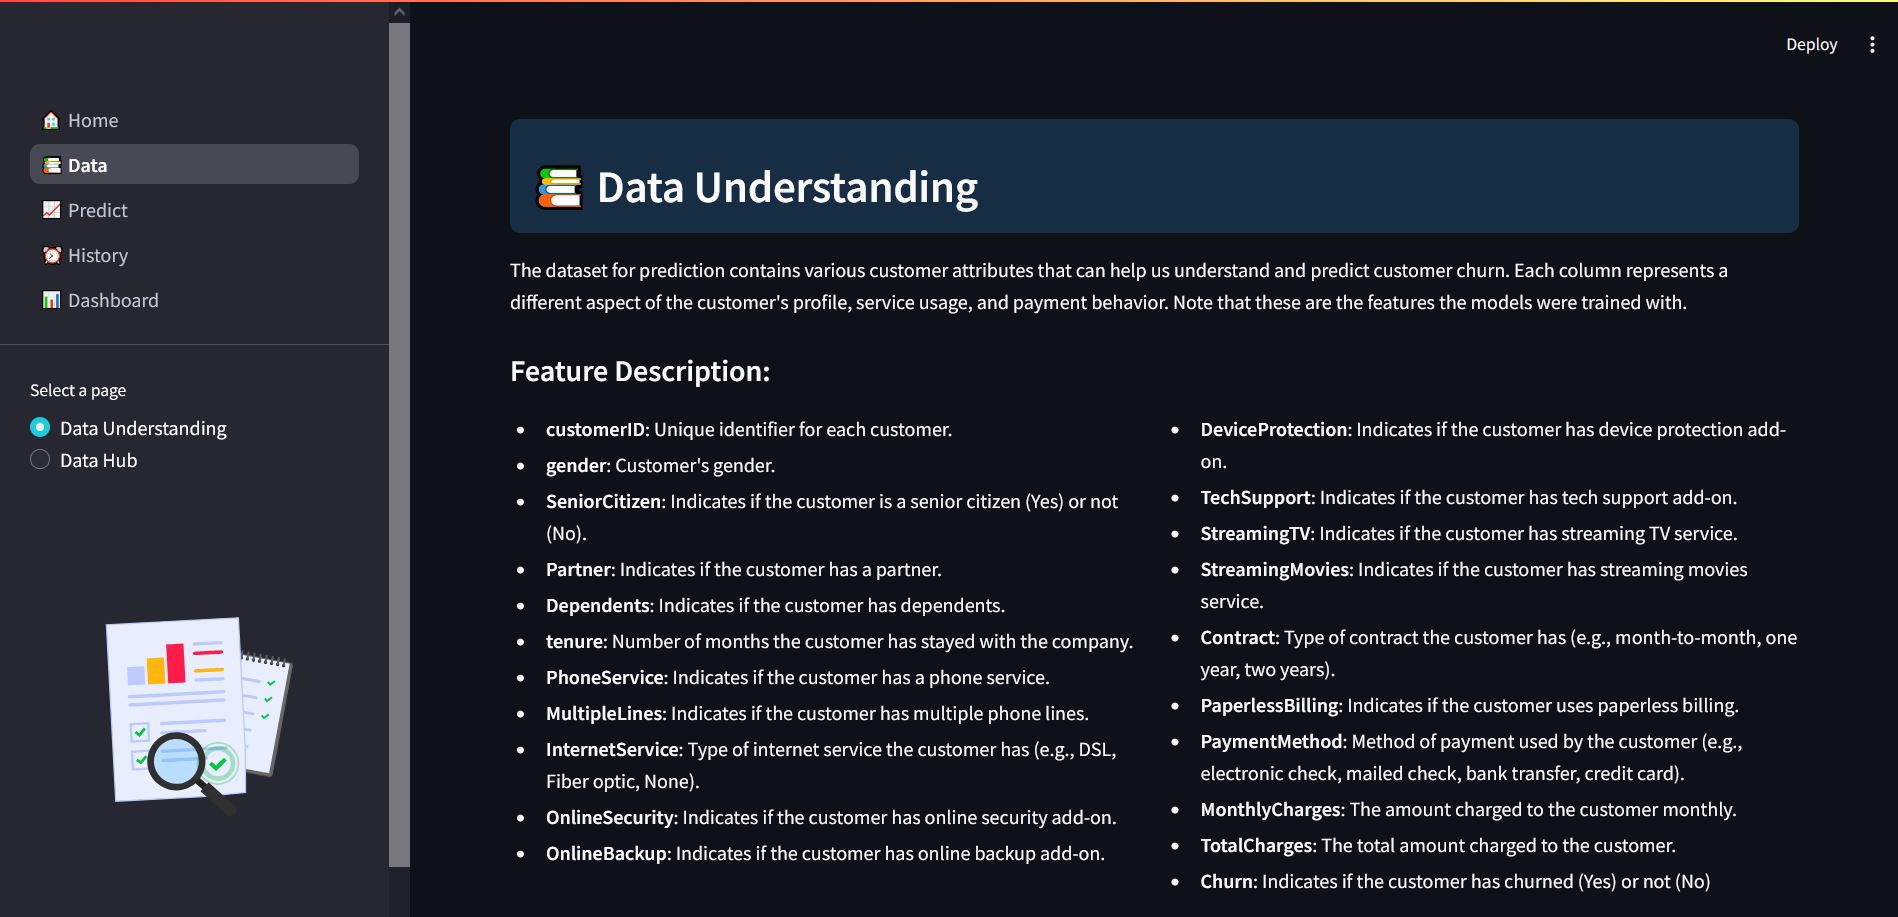 Deploy
Home
Data
Predict
History
Dashboard
Select a page
Data Understanding
Data Hub
Data Understanding
The dataset for prediction contains various customer attributes that can help us understand and predict customer churn. Each column represents a
different aspect of the customer's profile, service usage, and payment behavior. Note that these are the features the models were trained with.
Feature Description:
customerID: Unique identifier for each customer.
gender: Customer's gender.
SeniorCitizen: Indicates if the customer is a senior citizen (Yes) or not
(No).
Partner: Indicates if the customer has a partner.
Dependents: Indicates if the customer has dependents.
tenure: Number of months the customer has stayed with the company.
PhoneService: Indicates if the customer has a phone service.
MultipleLines: Indicates if the customer has multiple phone lines.
InternetService: Type of internet service the customer has (e.g., DSL,
Fiber optic, None).
OnlineSecurity: Indicates if the customer has online security add-on.
OnlineBackup: Indicates if the customer has online backup add-on.
DeviceProtection: Indicates if the customer has device protection add-
on.
TechSupport: Indicates if the customer has tech support add-on.
StreamingTV: Indicates if the customer has streaming TV service.
StreamingMovies: Indicates if the customer has streaming movies
service.
Contract: Type of contract the customer has (e.g., month-to-month, one
year, two years).
PaperlessBilling: Indicates if the customer uses paperless billing.
PaymentMethod: Method of payment used by the customer (e.g.,
electronic check, mailed check, bank transfer, credit card).
MonthlyCharges: The amount charged to the customer monthly.
TotalCharges: The total amount charged to the customer.
Churn: Indicates if the customer has churned (Yes) or not (No)